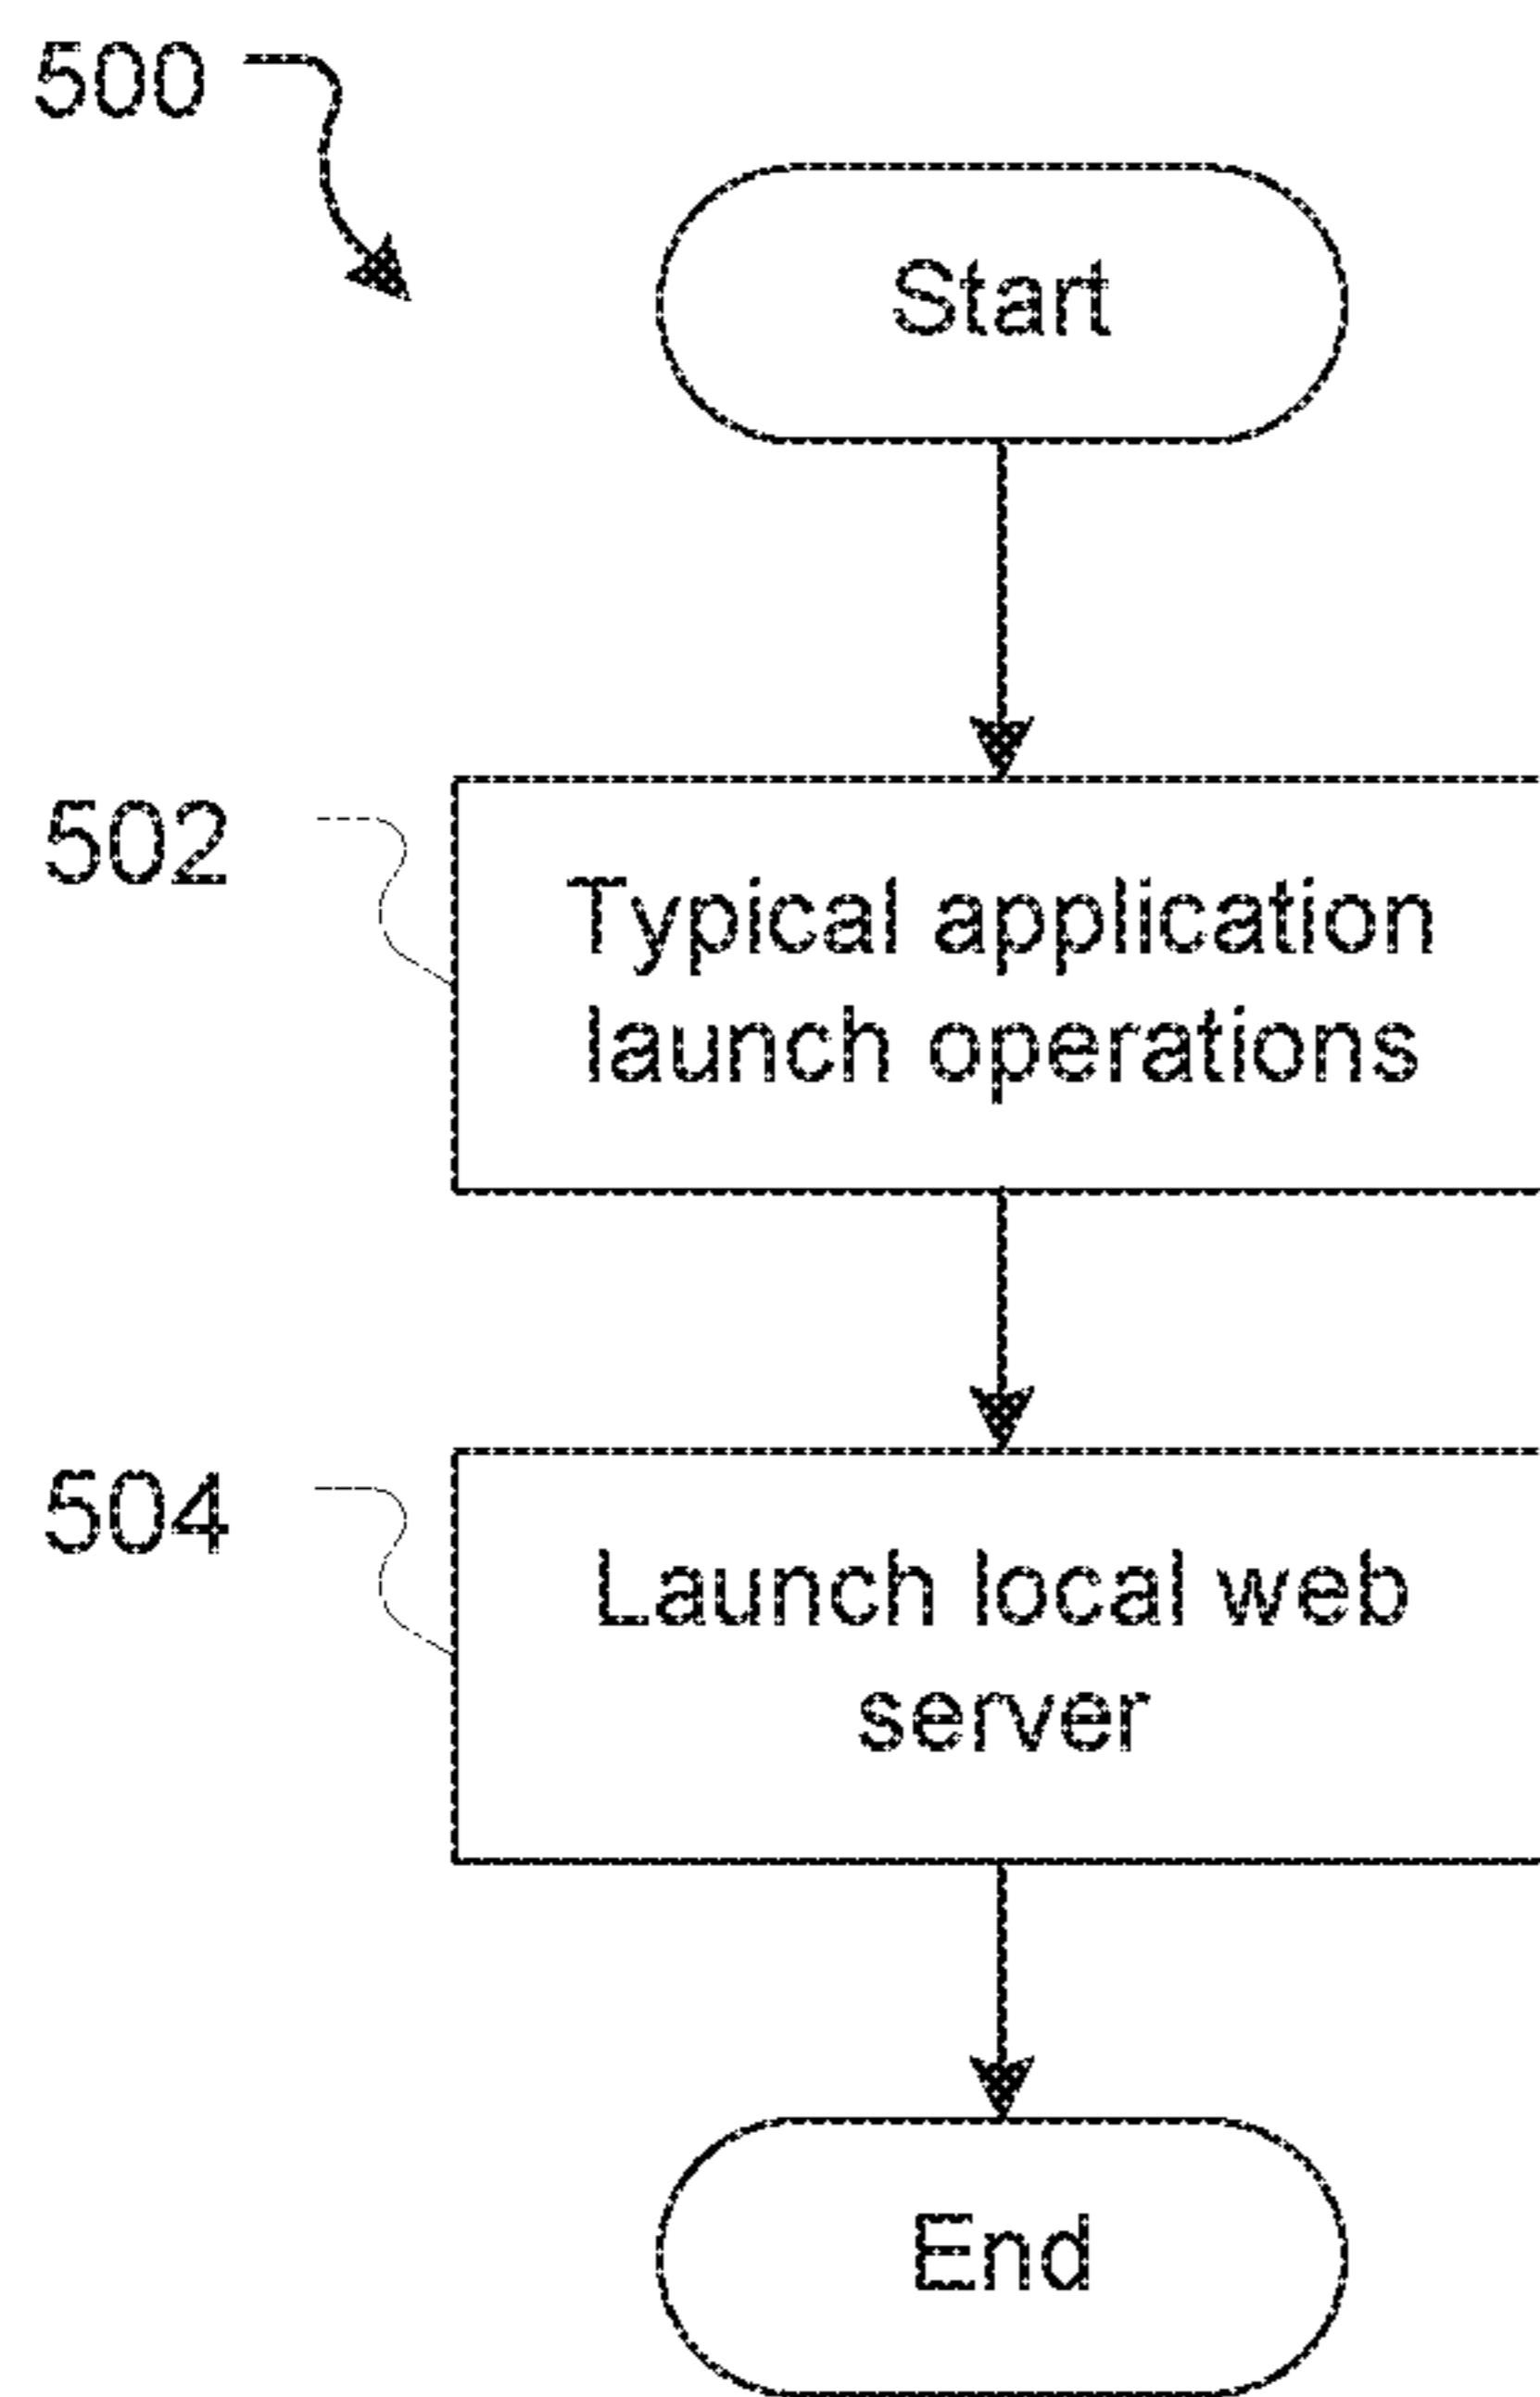 500
Start
502
Typical application
launch operations
504
Launch local web
server
End